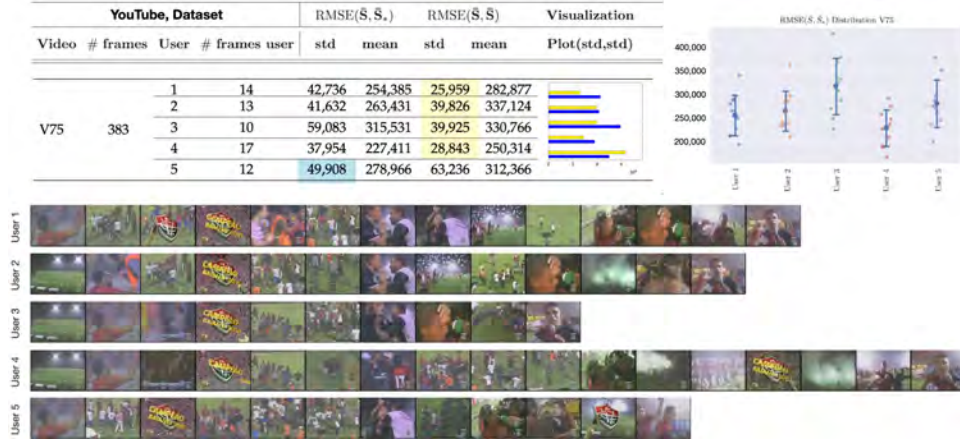 YouTube, Dataset RMSE(S̄, S̄ₛ) RMSE(S̄, S̄) Visualization
Video # frames User # frames user std mean std mean Plot(std,std)
1 14 42,736 254,385 25,959 282,877
2 13 41,632 263,431 39,826 337,124
V75 383 3 10 59,083 315,531 39,925 330,766
4 17 37,954 227,411 28,843 250,314
5 12 49,908 278,966 63,236 312,366
RMSE(S̄, S̄ₛ) Distribution V75
400,000
350,000
300,000
250,000
200,000
User 1 User 2 User 3 User 4 User 5
User 1
User 2
User 3
User 4
User 5